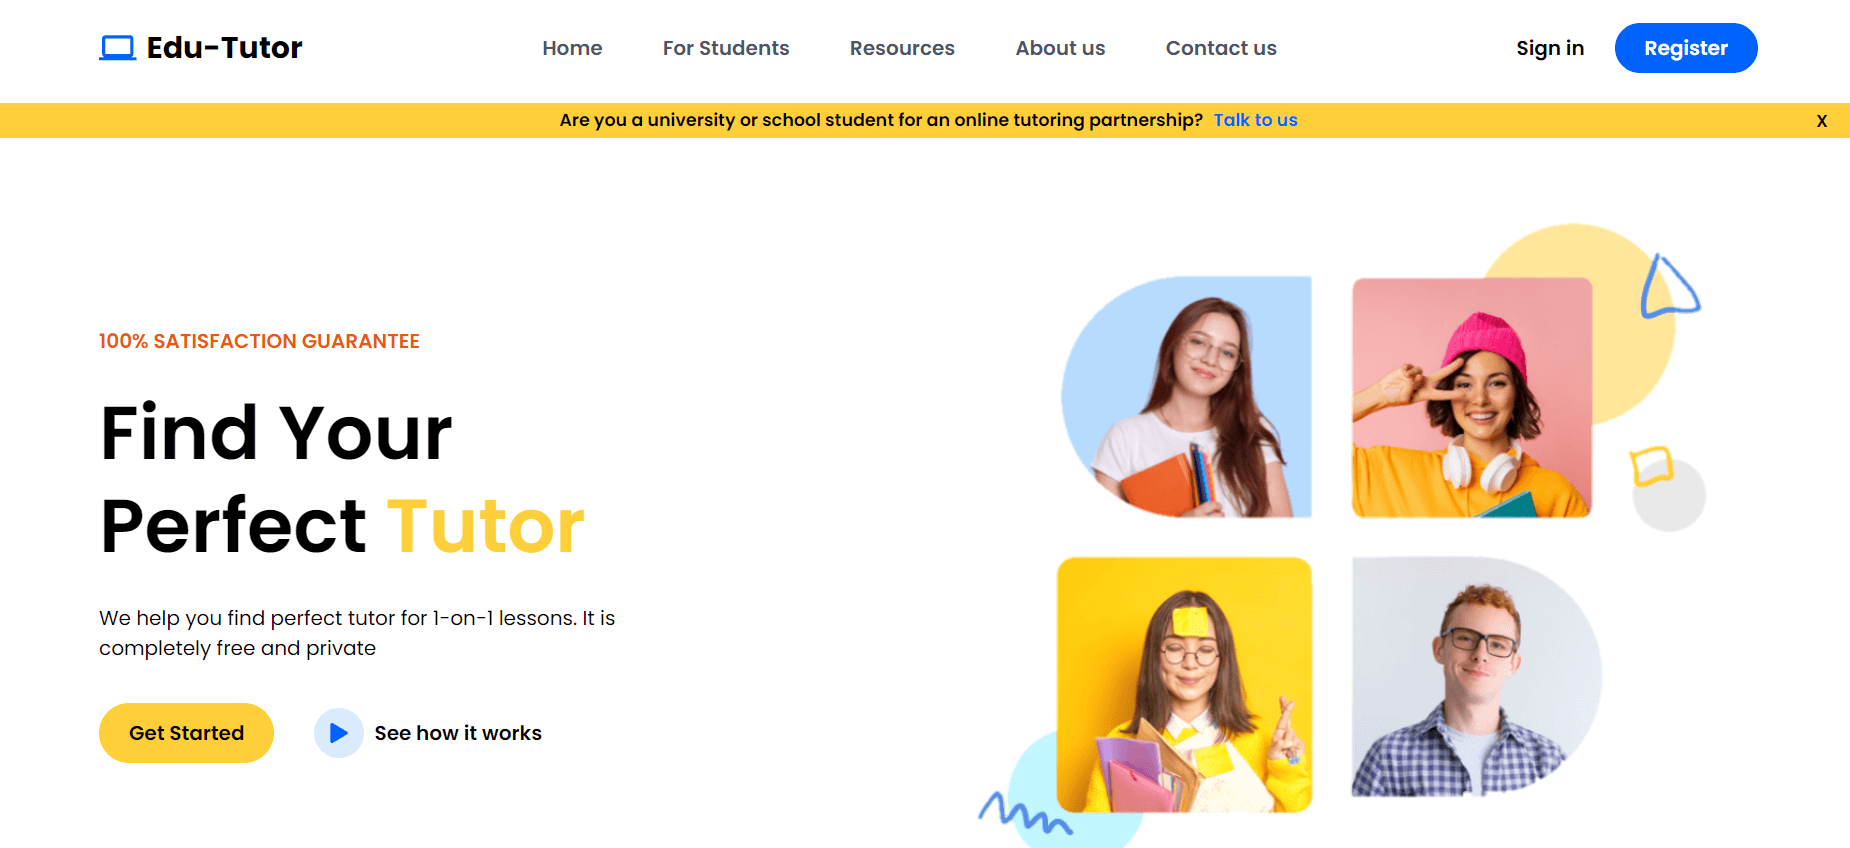 Edu-Tutor
Home
For Students
Resources
About us
Contact us
Sign in
Register
Are you a university or school student for an online tutoring partnership? Talk to us
X
100% SATISFACTION GUARANTEE
Find Your
Perfect Tutor
We help you find perfect tutor for 1-on-1 lessons. It is
completely free and private
Get Started
See how it works